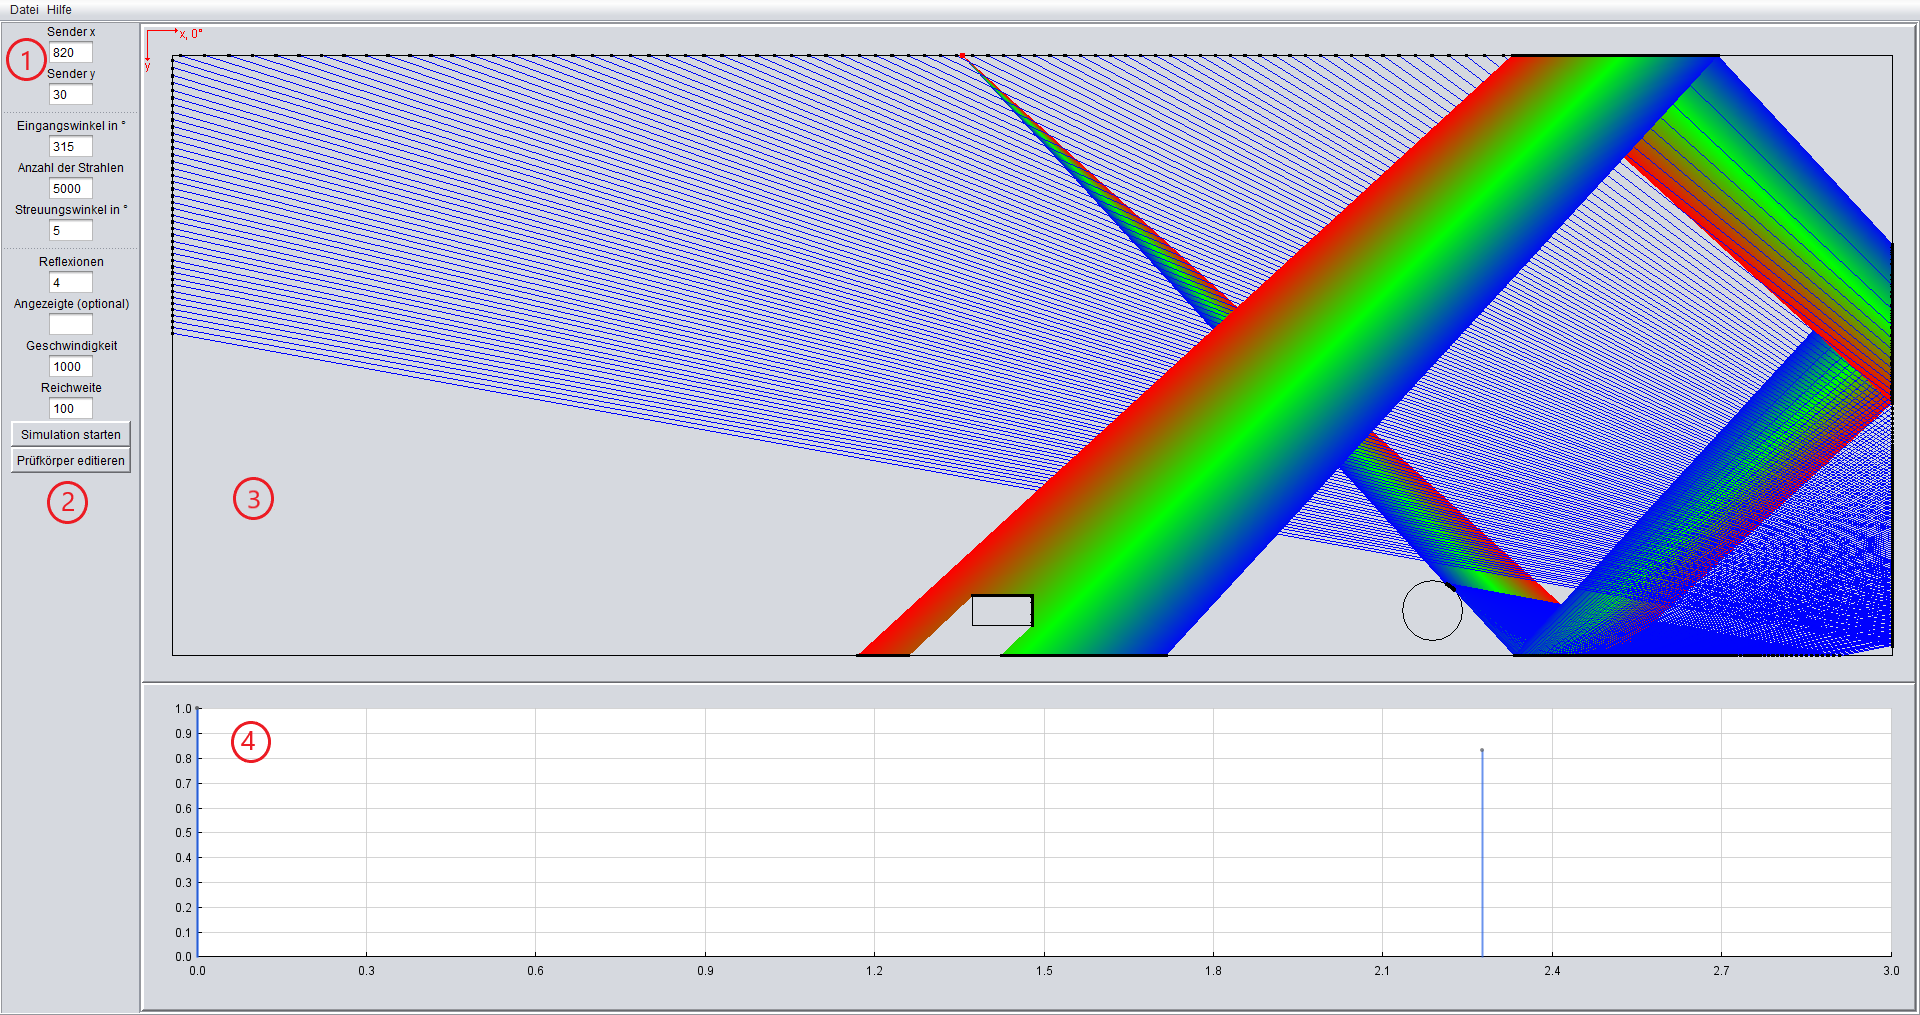 Datei Hilfe
Sender x
820
1
Sender y
30
Eingangswinkel in °
315
Anzahl der Strahlen
5000
Streuungswinkel in °
5
Reflexionen
4
Angezeigte (optional)
Geschwindigkeit
1000
Reichweite
100
Simulation starten
Prüfkörper editieren
2
x, 0°
y
3
4
1.0
0.9
0.8
0.7
0.6
0.5
0.4
0.3
0.2
0.1
0.0
0.0 0.3 0.6 0.9 1.2 1.5 1.8 2.1 2.4 2.7 3.0